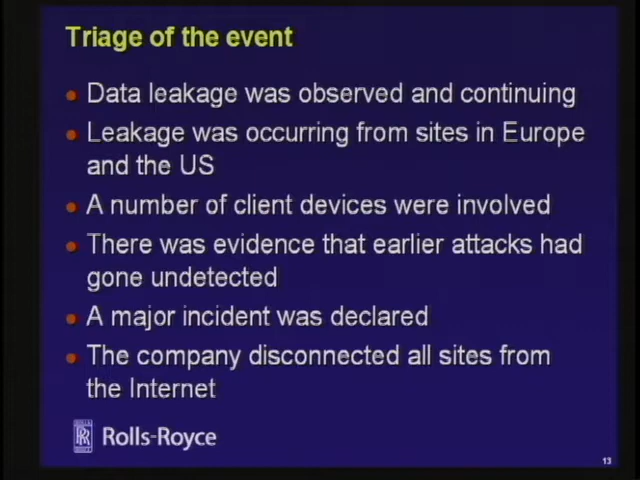 Triage of the event
Data leakage was observed and continuing
Leakage was occurring from sites in Europe
and the US
A number of client devices were involved
There was evidence that earlier attacks had
gone undetected
A major incident was declared
The company disconnected all sites from
the Internet
RR Rolls-Royce
13